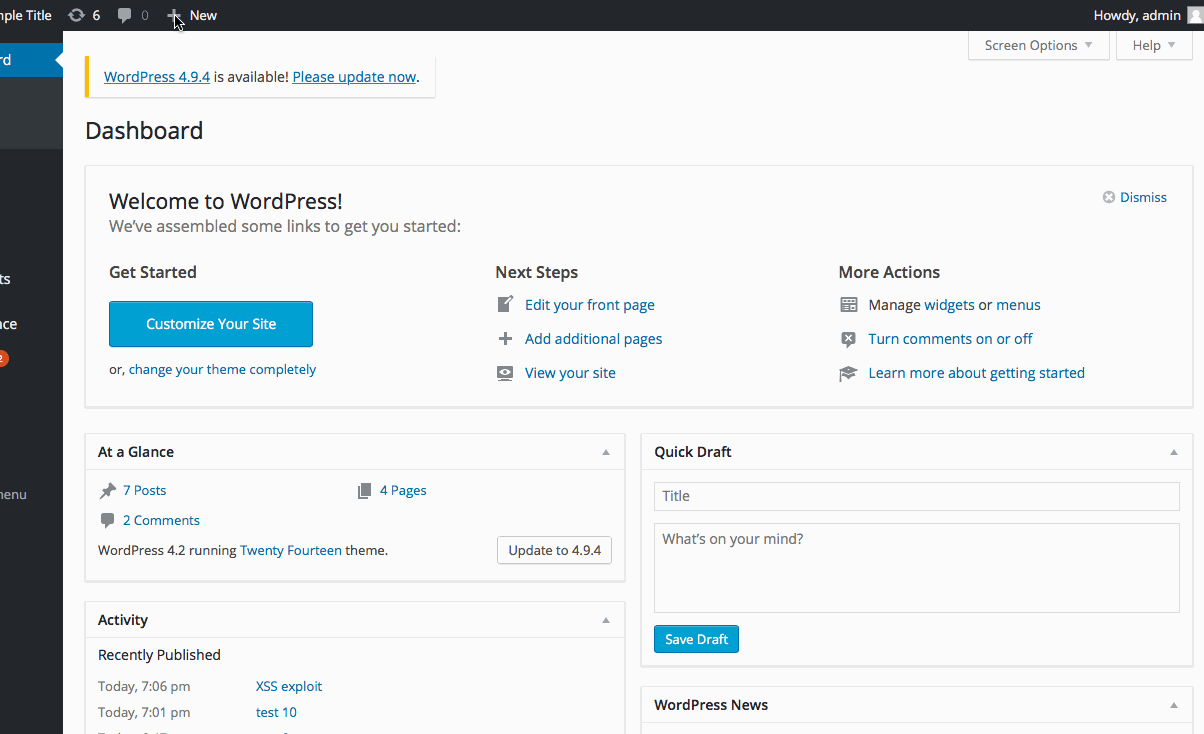 nple Title 6 0 New Howdy, admin
rd
Screen Options Help
WordPress 4.9.4 is available! Please update now.
Dashboard
Welcome to WordPress!
Dismiss
We've assembled some links to get you started:
Get Started
Customize Your Site
or, change your theme completely
Next Steps
Edit your front page
Add additional pages
View your site
More Actions
Manage widgets or menus
Turn comments on or off
Learn more about getting started
ts
nce
2
menu
At a Glance
7 Posts
4 Pages
2 Comments
WordPress 4.2 running Twenty Fourteen theme.
Update to 4.9.4
Activity
Recently Published
Today, 7:06 pm XSS exploit
Today, 7:01 pm test 10
Quick Draft
Title
What's on your mind?
Save Draft
WordPress News